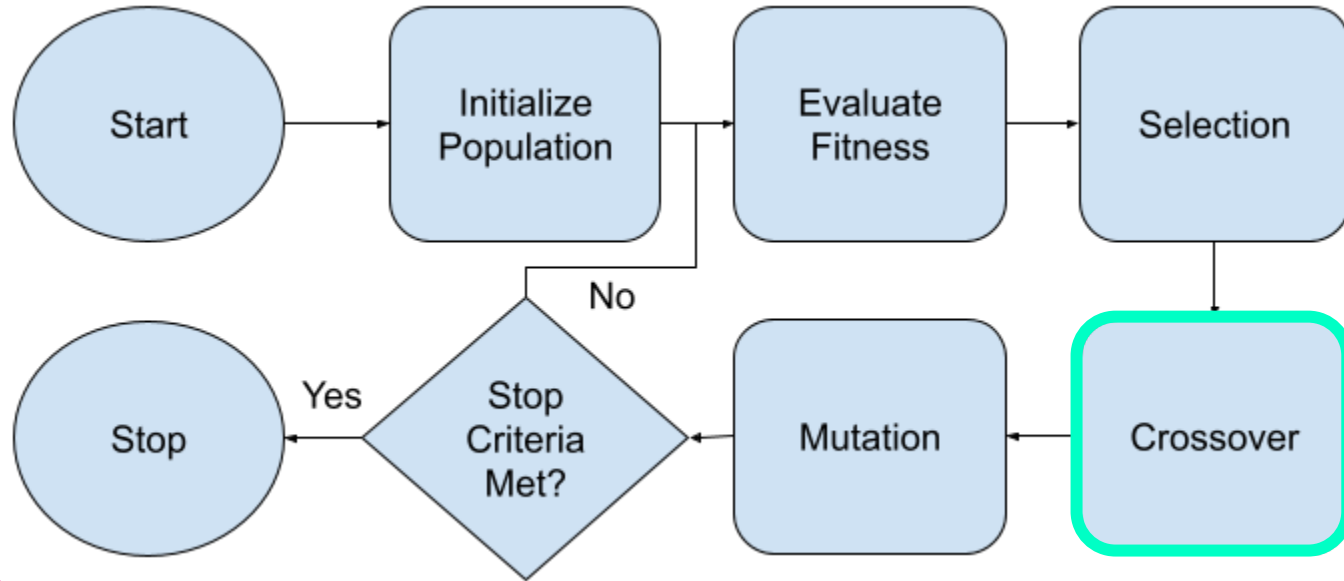 Start
Initialize
Population
Evaluate
Fitness
Selection
No
Yes
Stop
Stop
Criteria
Met?
Mutation
Crossover